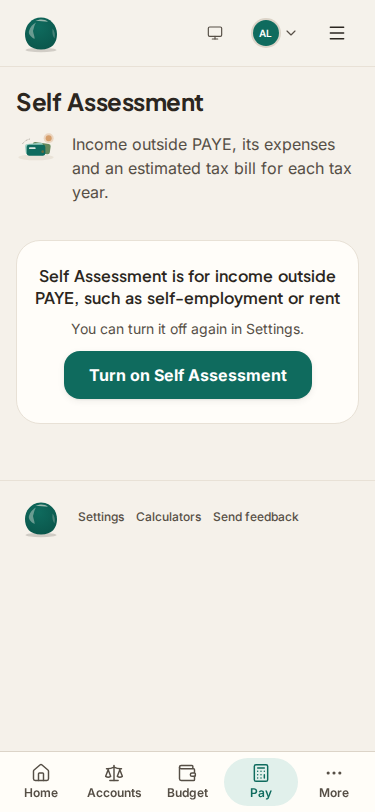 AL
Self Assessment
Income outside PAYE, its expenses
and an estimated tax bill for each tax
year.
Self Assessment is for income outside
PAYE, such as self-employment or rent
You can turn it off again in Settings.
Turn on Self Assessment
Settings Calculators Send feedback
Home Accounts Budget Pay More